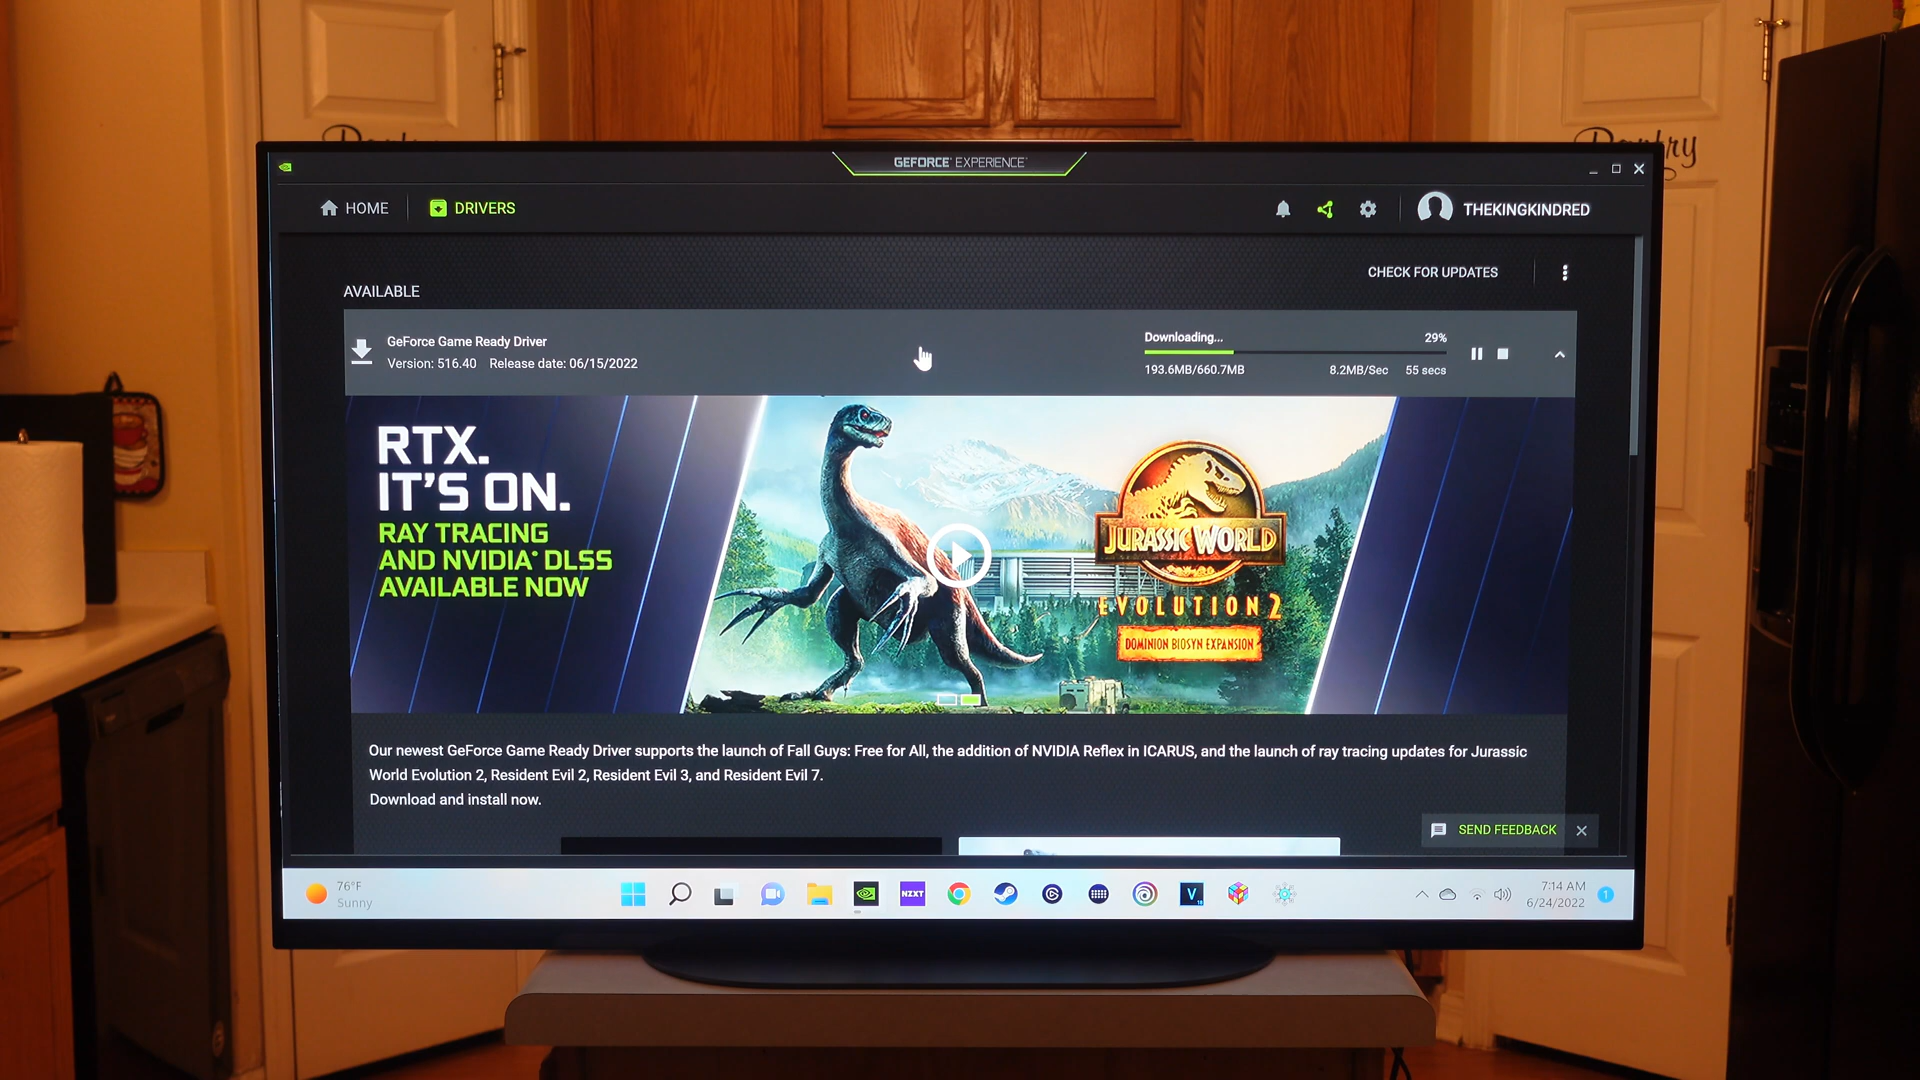 Pantry
GEFORCE® EXPERIENCE™
HOME
DRIVERS
THEKINGKINDRED
CHECK FOR UPDATES
AVAILABLE
GeForce Game Ready Driver
Version: 516.40 Release date: 06/15/2022
Downloading... 29%
193.6MB/660.7MB 8.2MB/Sec 55 secs
RTX.
IT'S ON.
RAY TRACING
AND NVIDIA® DLSS
AVAILABLE NOW
JURASSIC WORLD
EVOLUTION 2
DOMINION BIOSYN EXPANSION
Our newest GeForce Game Ready Driver supports the launch of Fall Guys: Free for All, the addition of NVIDIA Reflex in ICARUS, and the launch of ray tracing updates for Jurassic
World Evolution 2, Resident Evil 2, Resident Evil 3, and Resident Evil 7.
Download and install now.
SEND FEEDBACK
76°F
Sunny
NZXT
V
7:14 AM
6/24/2022
1